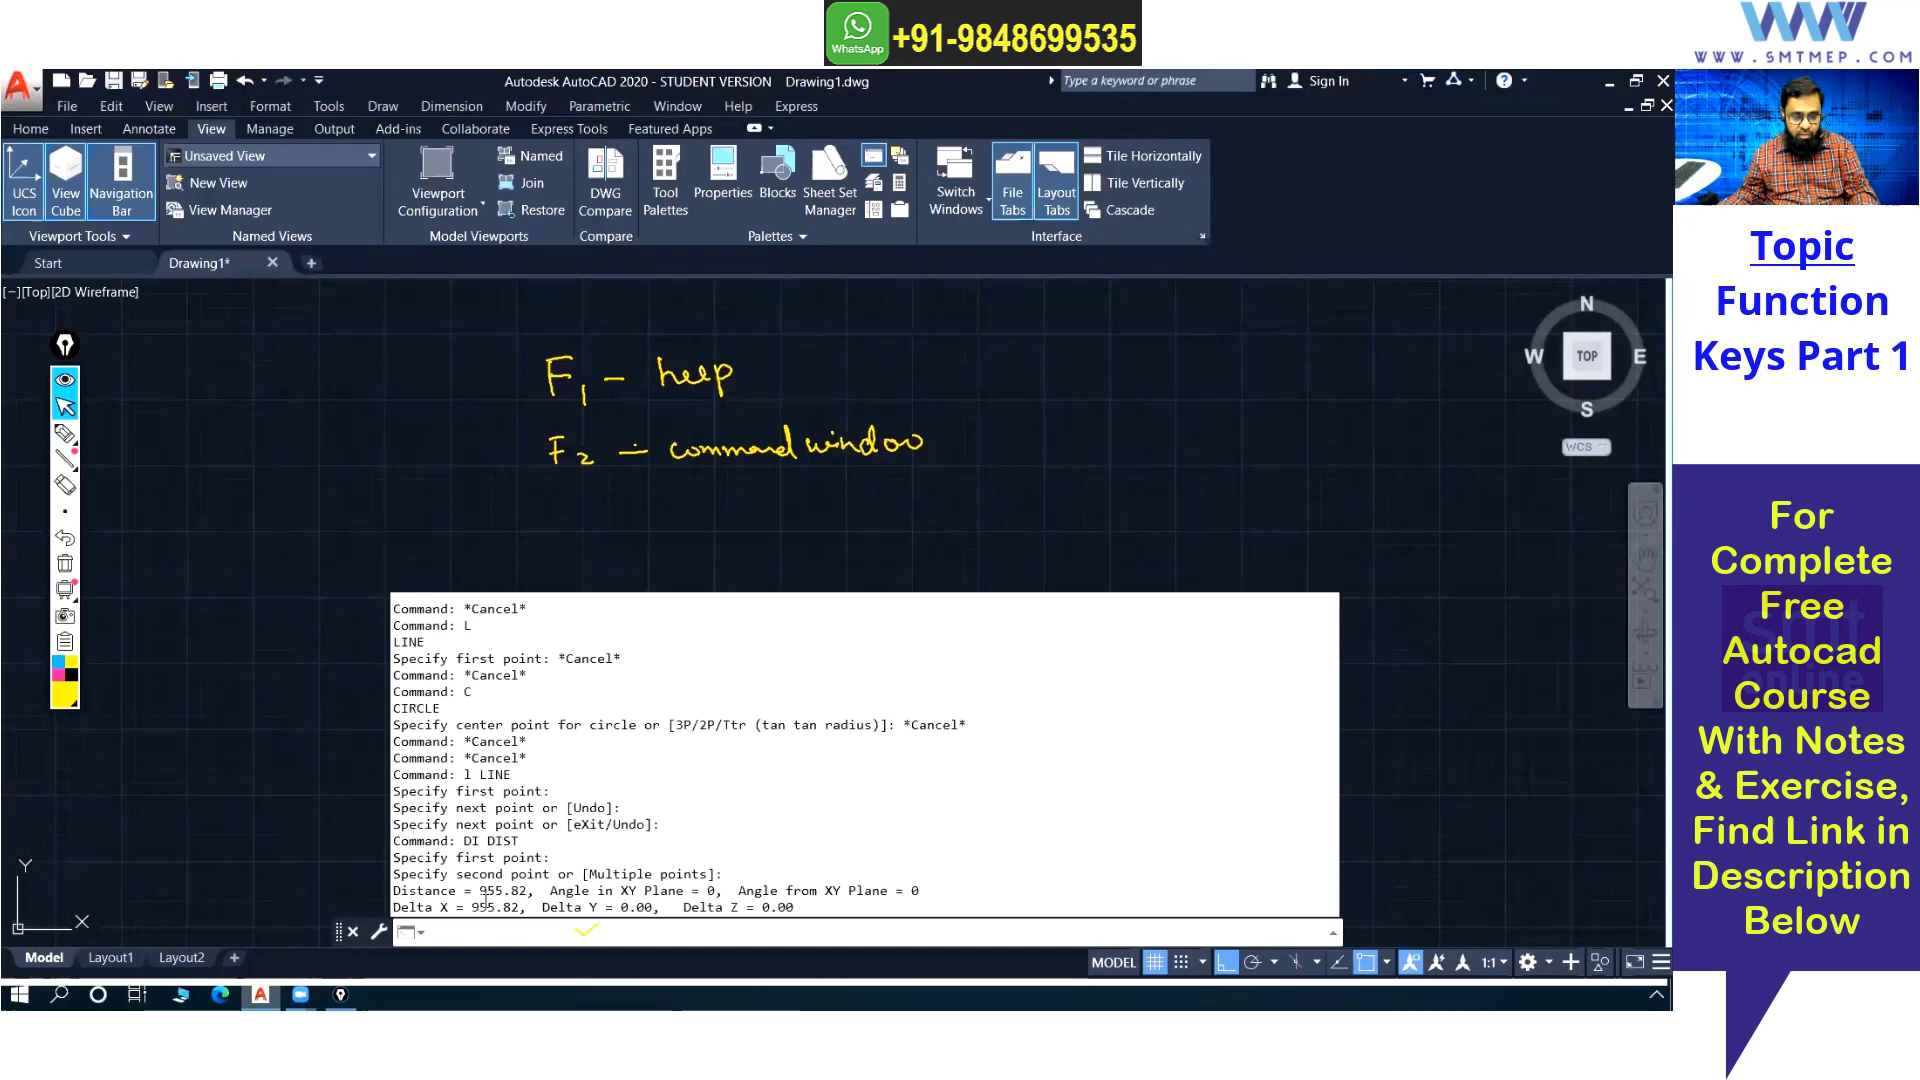 WhatsApp
+91-9848699535
WWW.SMTMEP.COM
Autodesk AutoCAD 2020 - STUDENT VERSION Drawing1.dwg
Type a keyword or phrase
Sign In
File Edit View Insert Format Tools Draw Dimension Modify Parametric Window Help Express
Home Insert Annotate View Manage Output Add-ins Collaborate Express Tools Featured Apps
UCS Icon
View Cube
Navigation Bar
Viewport Tools
Unsaved View
New View
View Manager
Named Views
Viewport Configuration
Named
Join
Restore
Model Viewports
DWG Compare
Compare
Tool Palettes
Properties
Blocks
Sheet Set Manager
Palettes
Switch Windows
File Tabs
Layout Tabs
Tile Horizontally
Tile Vertically
Cascade
Interface
Start
Drawing1*
[−][Top][2D Wireframe]
N
W TOP E
S
WCS
F1 - help
F2 - command window
Command: *Cancel*
Command: L
LINE
Specify first point: *Cancel*
Command: *Cancel*
Command: C
CIRCLE
Specify center point for circle or [3P/2P/Ttr (tan tan radius)]: *Cancel*
Command: *Cancel*
Command: *Cancel*
Command: l LINE
Specify first point:
Specify next point or [Undo]:
Specify next point or [eXit/Undo]:
Command: DI DIST
Specify first point:
Specify second point or [Multiple points]:
Distance = 955.82, Angle in XY Plane = 0, Angle from XY Plane = 0
Delta X = 955.82, Delta Y = 0.00, Delta Z = 0.00
Y
X
Model Layout1 Layout2
MODEL
1:1
Topic
Function
Keys Part 1
For
Complete
Free
Autocad
Course
With Notes
& Exercise,
Find Link in
Description
Below